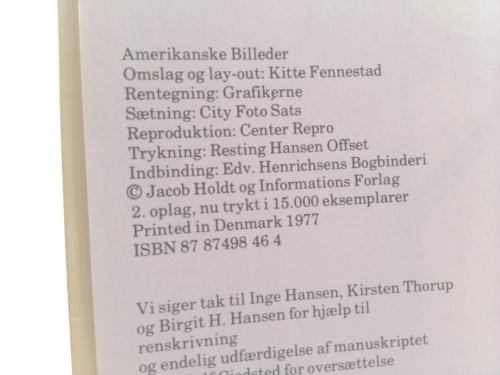 Amerikanske Billeder
Omslag og lay-out: Kitte Fennestad
Rentegning: Grafikerne
Sætning: City Foto Sats
Reproduktion: Center Repro
Trykning: Resting Hansen Offset
Indbinding: Edv. Henrichsens Bogbinderi
© Jacob Holdt og Informations Forlag
2. oplag, nu trykt i 15.000 eksemplarer
Printed in Denmark 1977
ISBN 87 87498 46 4
Vi siger tak til Inge Hansen, Kirsten Thorup
og Birgit H. Hansen for hjælp til
renskrivning
og endelig udfærdigelse af manuskriptet
for oversættelse